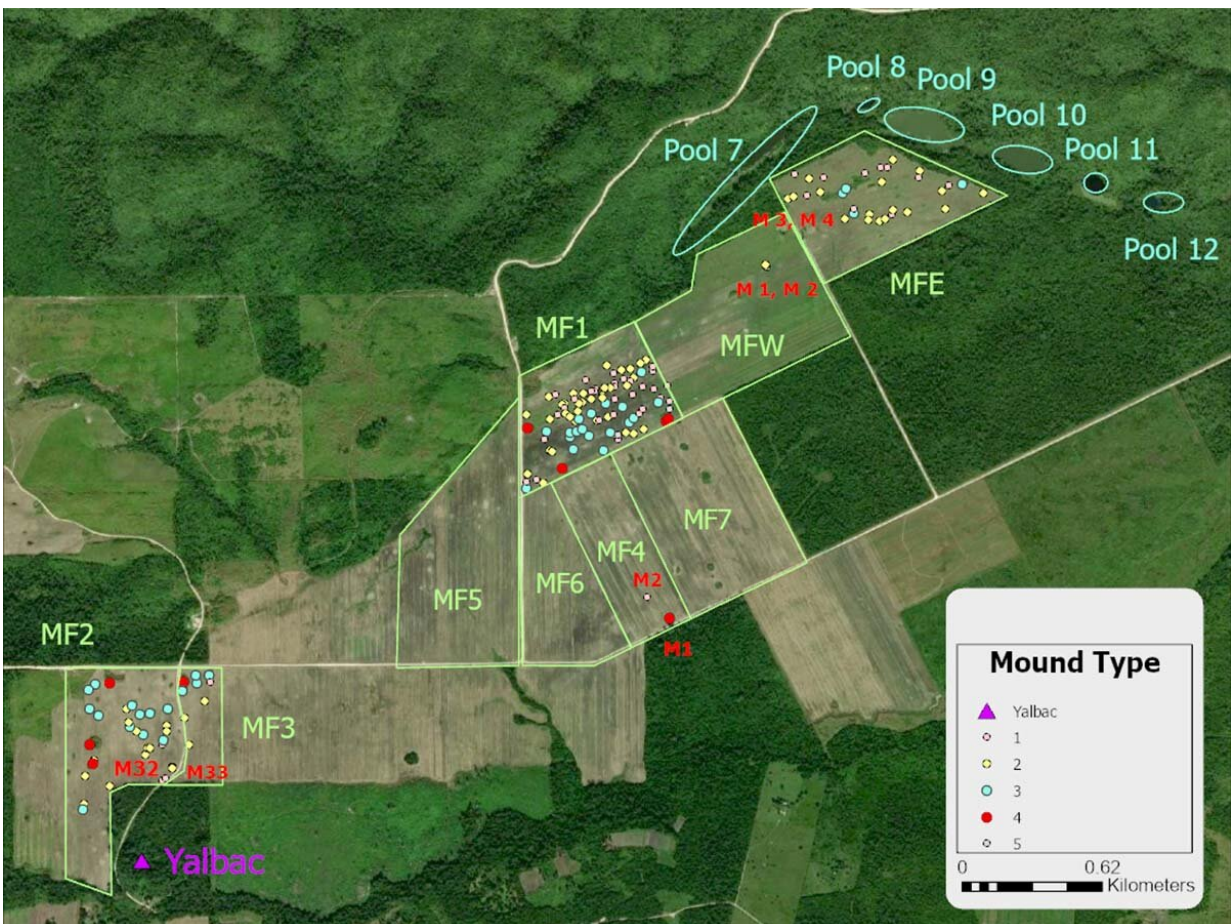 Pool 8
Pool 9
Pool 10
Pool 7
Pool 11
M 3, M 4
Pool 12
MFE
M 1, M 2
MF1
MFW
MF7
MF4
M2
MF6
MF5
MF2
M1
MF3
M32
M33
Yalbac
Mound Type
Yalbac
1
2
3
4
5
0
0.62
Kilometers